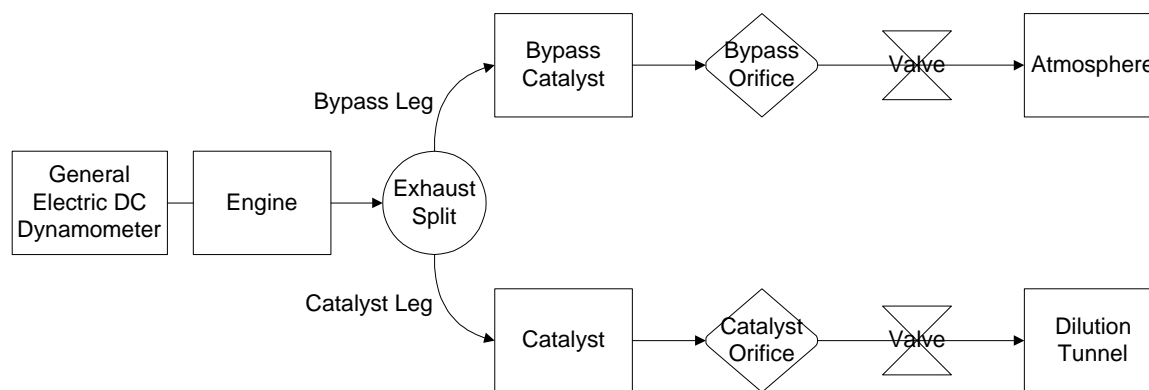 Bypass
Catalyst
Bypass
Orifice
Valve
Atmosphere
Bypass Leg
General
Electric DC
Dynamometer
Engine
Exhaust
Split
Catalyst Leg
Catalyst
Catalyst
Orifice
Valve
Dilution
Tunnel